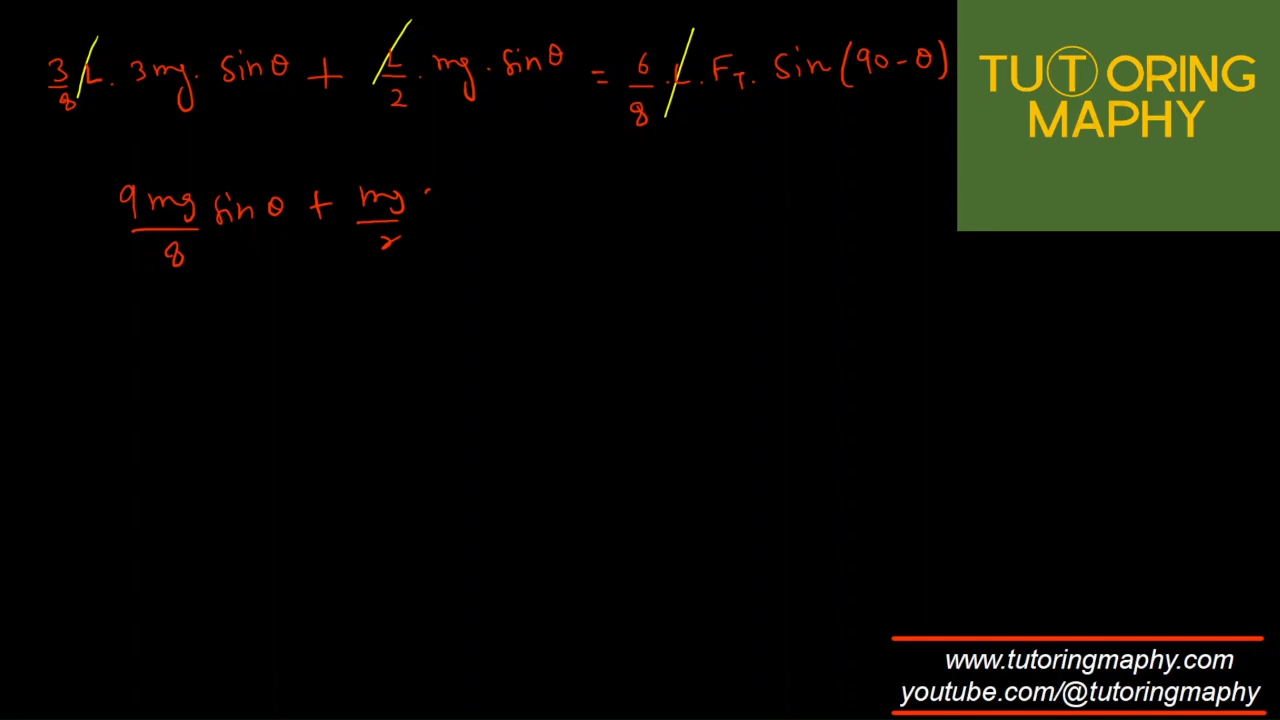 3/8 L . 3mg . sin θ + L/2 . mg . sin θ = 6/8 . L . F_T . sin (90 - θ)
9mg/8 sin θ + mg/2 .
TUTORING
MAPHY
www.tutoringmaphy.com
youtube.com/@tutoringmaphy